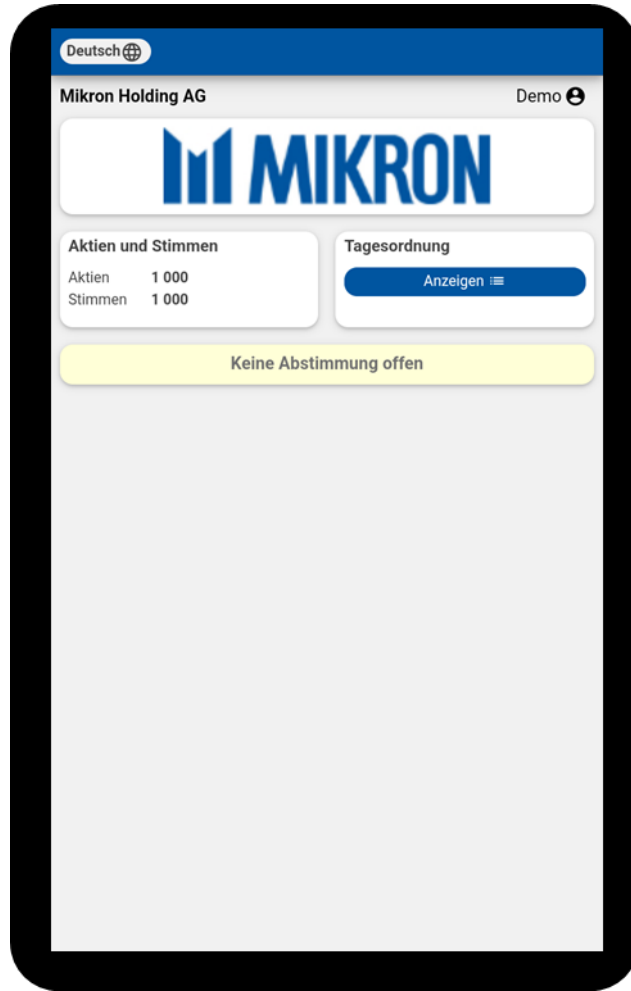 Deutsch
Mikron Holding AG Demo
MIKRON
Aktien und Stimmen
Aktien 1 000
Stimmen 1 000
Tagesordnung
Anzeigen
Keine Abstimmung offen